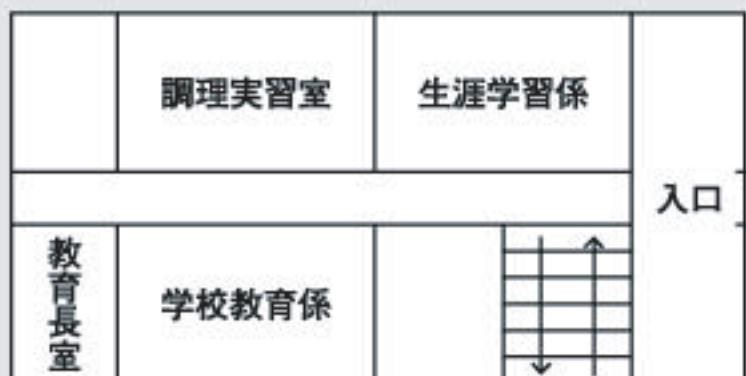 調理実習室
生涯学習係
入口
教育長室
学校教育係